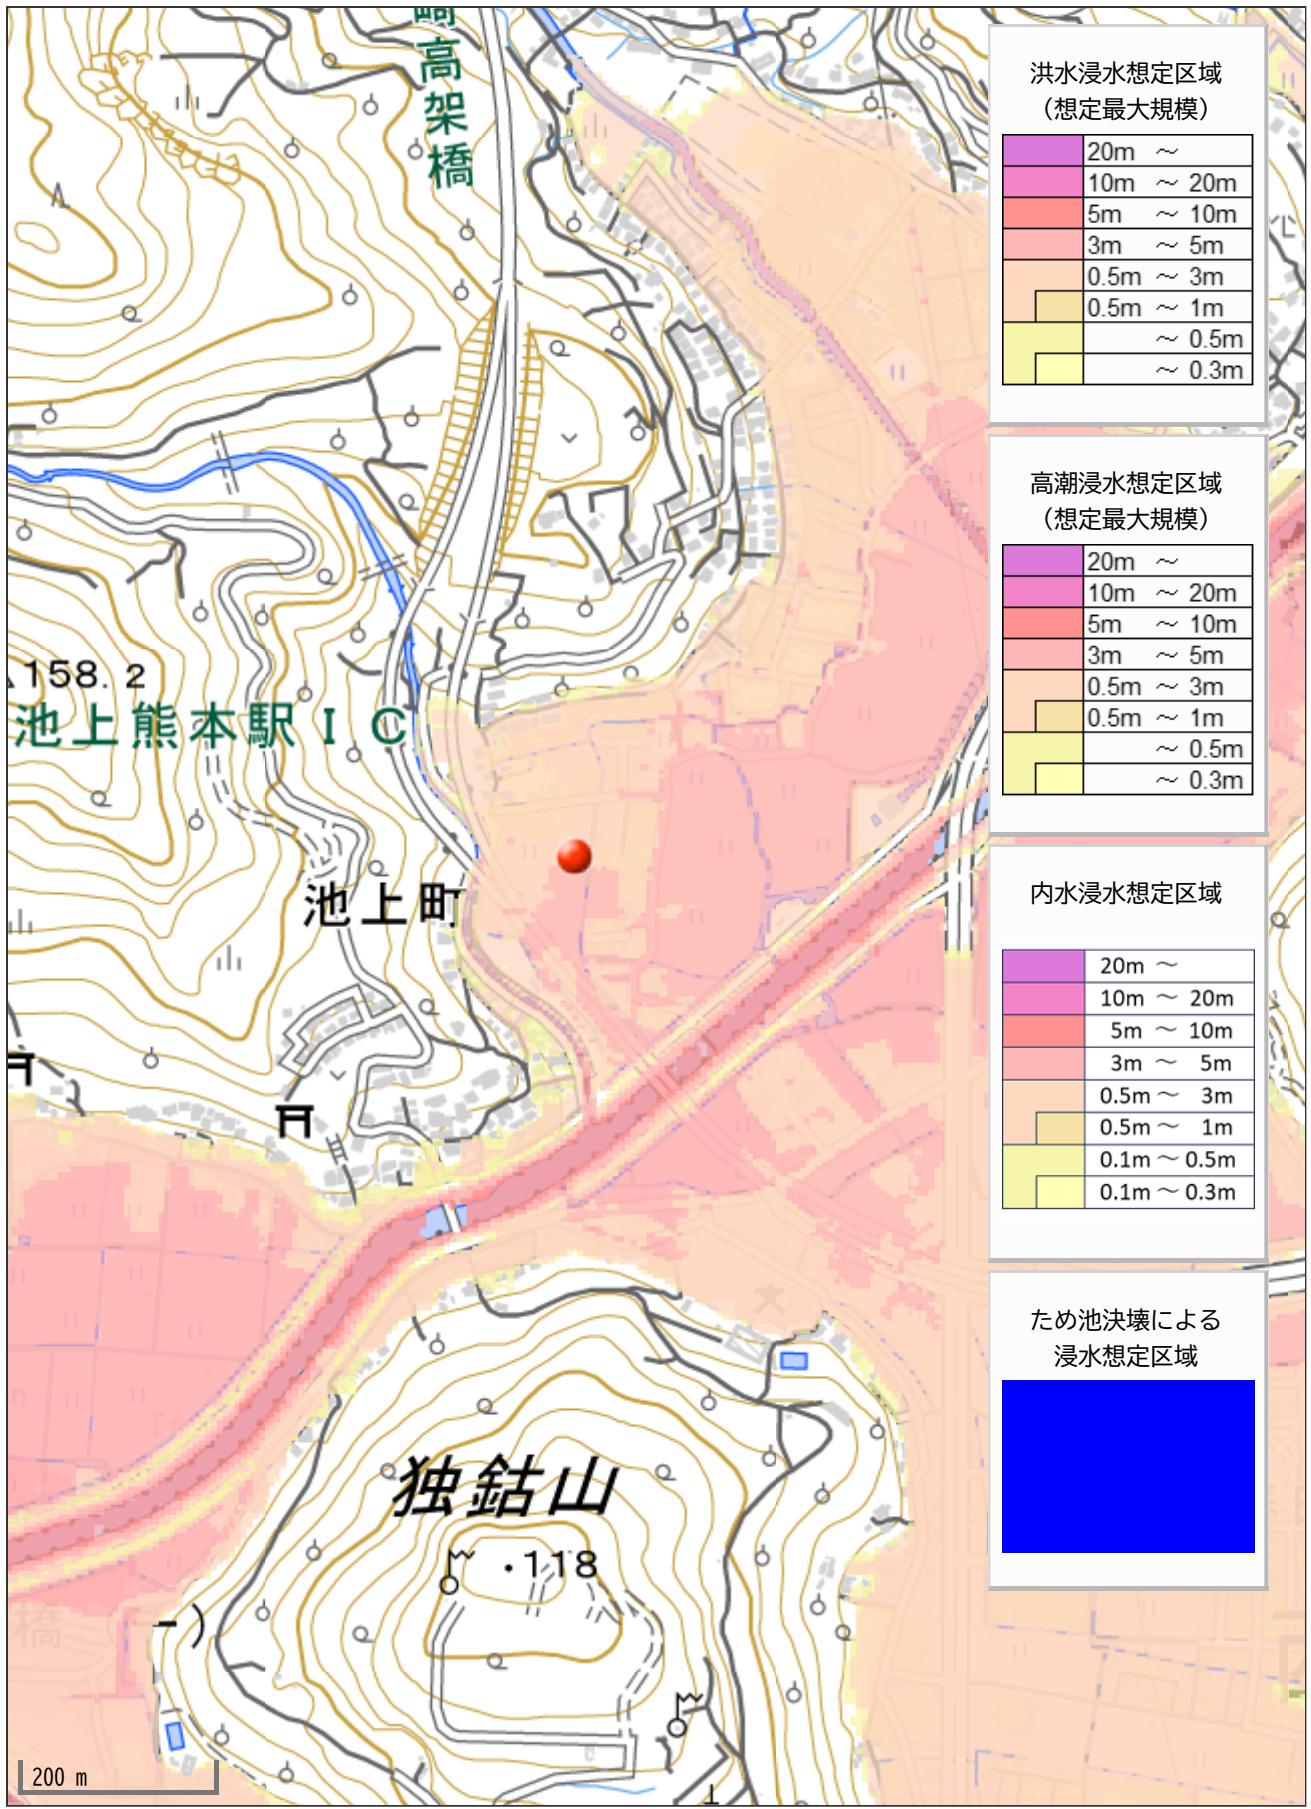 崎高架橋
158.2
池上熊本駅ＩＣ
池上町
独鈷山
・118
橋
200 m
洪水浸水想定区域
（想定最大規模）
20m ～
10m ～ 20m
5m ～ 10m
3m ～ 5m
0.5m ～ 3m
0.5m ～ 1m
～ 0.5m
～ 0.3m
高潮浸水想定区域
（想定最大規模）
20m ～
10m ～ 20m
5m ～ 10m
3m ～ 5m
0.5m ～ 3m
0.5m ～ 1m
～ 0.5m
～ 0.3m
内水浸水想定区域
20m ～
10m ～ 20m
5m ～ 10m
3m ～ 5m
0.5m ～ 3m
0.5m ～ 1m
0.1m ～ 0.5m
0.1m ～ 0.3m
ため池決壊による
浸水想定区域